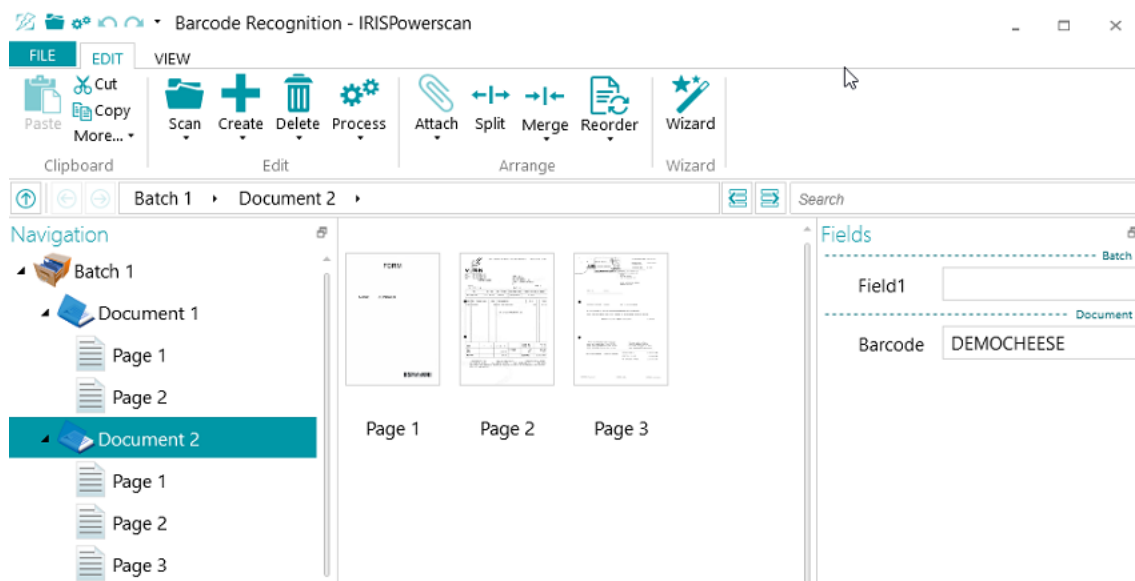 Barcode Recognition - IRISPowerscan
FILE EDIT VIEW
Paste
Cut
Copy
More...
Clipboard
Scan Create Delete Process
Edit
Attach Split Merge Reorder
Arrange
Wizard
Wizard
Batch 1 Document 2
Search
Navigation
Batch 1
Document 1
Page 1
Page 2
Document 2
Page 1
Page 2
Page 3
FORM
Page 1 Page 2 Page 3
Fields
Batch
Field1
Document
Barcode DEMOCHEESE